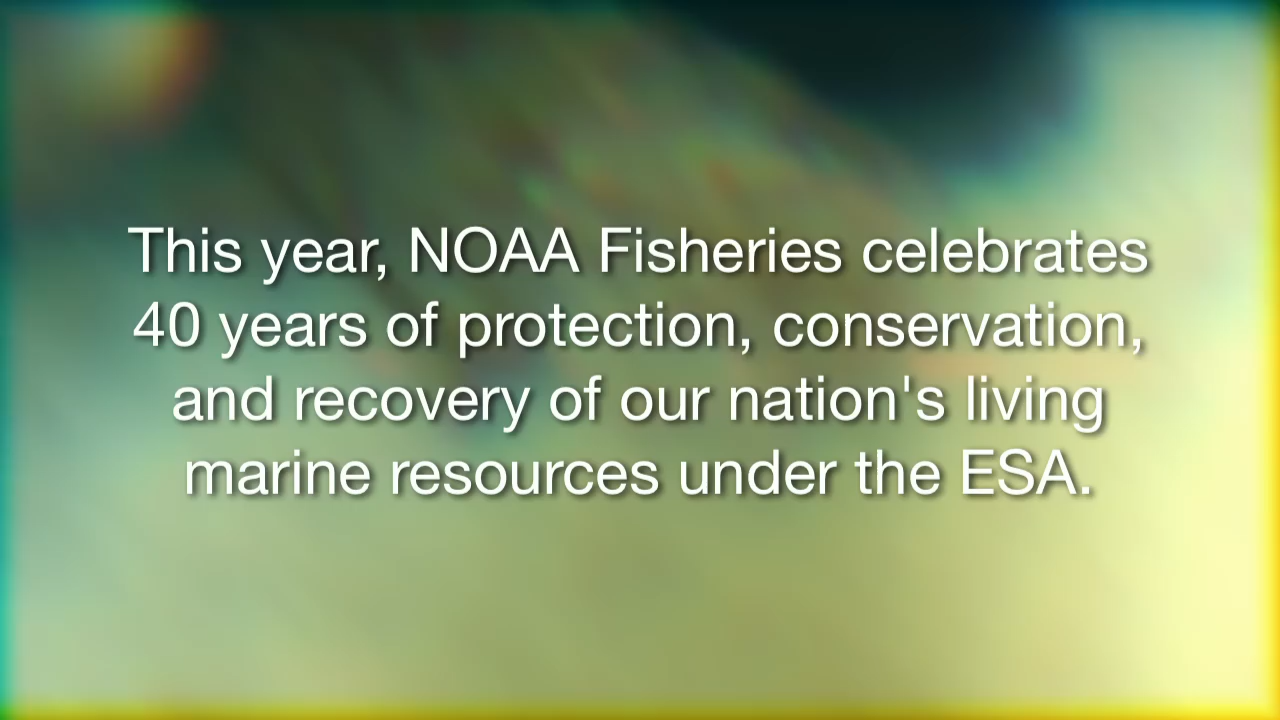 This year, NOAA Fisheries celebrates
40 years of protection, conservation,
and recovery of our nation's living
marine resources under the ESA.